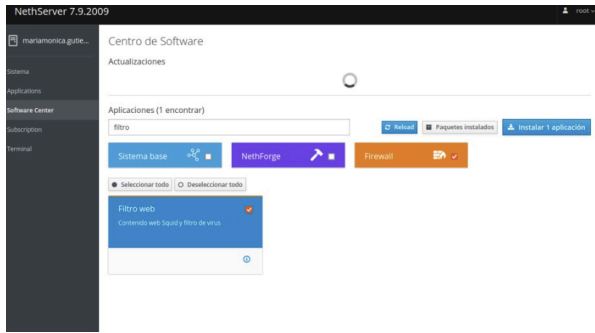 NethServer 7.9.2009
root
mariamonica.gutie...
Sistema
Applications
Software Center
Subscription
Terminal
Centro de Software
Actualizaciones
Aplicaciones (1 encontrar)
filtro
Reload
Paquetes instalados
Instalar 1 aplicación
Sistema base
NethForge
Firewall
Seleccionar todo
Deseleccionar todo
Filtro web
Contenido web Squid y filtro de virus